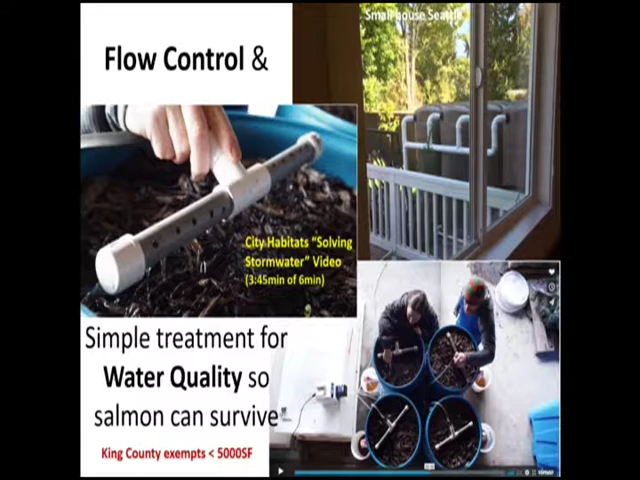 Flow Control &
Small house Seattle
City Habitats “Solving
Stormwater” Video
(3:45min of 6min)
Simple treatment for
Water Quality so
salmon can survive
King County exempts < 5000SF